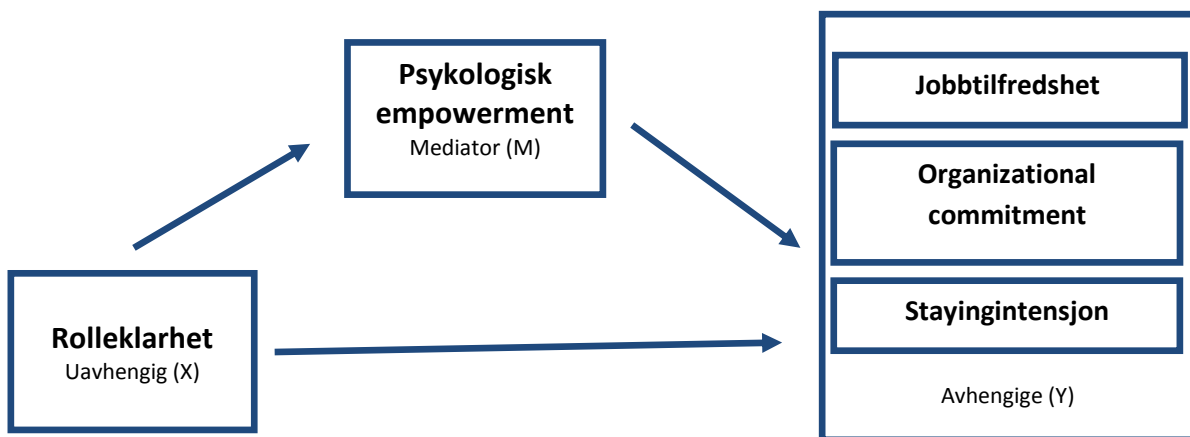 Psykologisk
empowerment
Mediator (M)
Rolleklarhet
Uavhengig (X)
Jobbtilfredshet
Organizational
commitment
Stayingintensjon
Avhengige (Y)